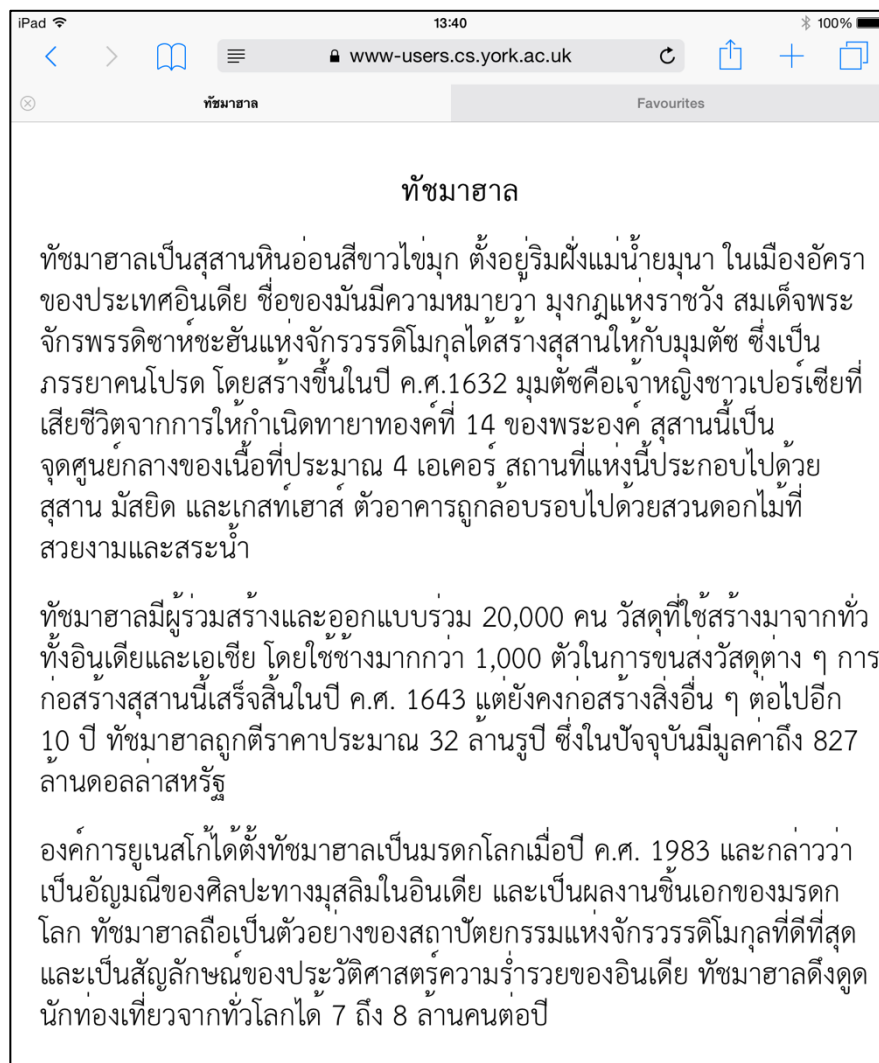 iPad 13:40 100%
www-users.cs.york.ac.uk
ทัชมาฮาล Favourites
ทัชมาฮาล
ทัชมาฮาลเป็นสุสานหินอ่อนสีขาวไข่มุก ตั้งอยู่ริมฝั่งแม่น้ำยมุนา ในเมืองอัครา
ของประเทศอินเดีย ชื่อของมันมีความหมายว่า มุงกฎแห่งราชวัง สมเด็จพระ
จักรพรรดิซาห์ชะฮันแห่งจักรวรรดิโมกุลได้สร้างสุสานให้กับมุมตัซ ซึ่งเป็น
ภรรยาคนโปรด โดยสร้างขึ้นในปี ค.ศ.1632 มุมตัซคือเจ้าหญิงชาวเปอร์เซียที่
เสียชีวิตจากการให้กำเนิดทายาทองค์ที่ 14 ของพระองค์ สุสานนี้เป็น
จุดศูนย์กลางของเนื้อที่ประมาณ 4 เอเคอร์ สถานที่แห่งนี้ประกอบไปด้วย
สุสาน มัสยิด และเกสท์เฮาส์ ตัวอาคารถูกล้อบรอบไปด้วยสวนดอกไม้ที่
สวยงามและสระน้ำ
ทัชมาฮาลมีผู้ร่วมสร้างและออกแบบร่วม 20,000 คน วัสดุที่ใช้สร้างมาจากทั่ว
ทั้งอินเดียและเอเชีย โดยใช้ช้างมากกว่า 1,000 ตัวในการขนส่งวัสดุต่าง ๆ การ
ก่อสร้างสุสานนี้เสร็จสิ้นในปี ค.ศ. 1643 แต่ยังคงก่อสร้างสิ่งอื่น ๆ ต่อไปอีก
10 ปี ทัชมาฮาลถูกตีราคาประมาณ 32 ล้านรูปี ซึ่งในปัจจุบันมีมูลค่าถึง 827
ล้านดอลล่าสหรัฐ
องค์การยูเนสโก้ได้ตั้งทัชมาฮาลเป็นมรดกโลกเมื่อปี ค.ศ. 1983 และกล่าวว่า
เป็นอัญมณีของศิลปะทางมุสลิมในอินเดีย และเป็นผลงานชิ้นเอกของมรดก
โลก ทัชมาฮาลถือเป็นตัวอย่างของสถาปัตยกรรมแห่งจักรวรรดิโมกุลที่ดีที่สุด
และเป็นสัญลักษณ์ของประวัติศาสตร์ความร่ำรวยของอินเดีย ทัชมาฮาลดึงดูด
นักท่องเที่ยวจากทั่วโลกได้ 7 ถึง 8 ล้านคนต่อปี